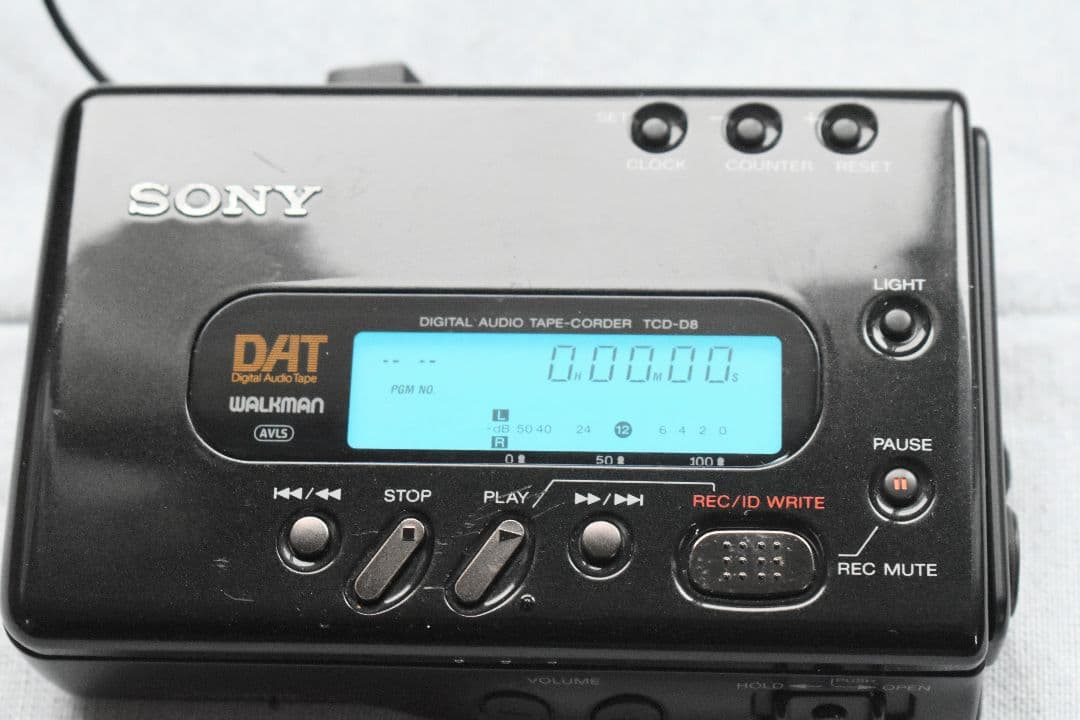 SET - +
CLOCK COUNTER RESET
SONY
LIGHT
DIGITAL AUDIO TAPE-CORDER TCD-D8
DAT
Digital Audio Tape
WALKMAN
AVLS
-- -- 0H00M00S
PGM NO.
L
-dB 50 40 24 12 6 4 2 0
R
0 50 100
PAUSE
STOP PLAY REC/ID WRITE
REC MUTE
VOLUME
HOLD PUSH OPEN